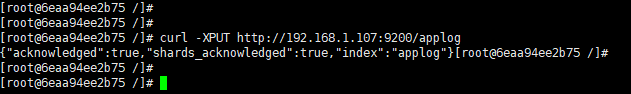 [root@6eaa94ee2b75 /]#
[root@6eaa94ee2b75 /]#
[root@6eaa94ee2b75 /]# curl -XPUT http://192.168.1.107:9200/applog
{"acknowledged":true,"shards_acknowledged":true,"index":"applog"}[root@6eaa94ee2b75 /]#
[root@6eaa94ee2b75 /]#
[root@6eaa94ee2b75 /]#